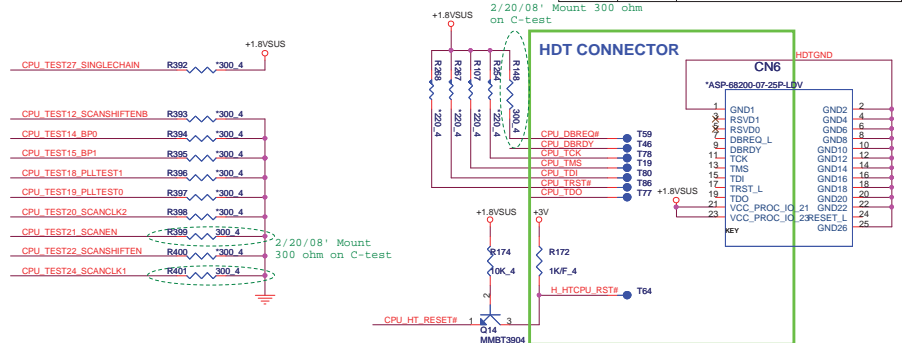 2/20/08' Mount 300 ohm
on C-test
+1.8VSUS
CPU_TEST27_SINGLECHAIN R392 *300_4
CPU_TEST12_SCANSHIFTENB R393 *300_4
CPU_TEST14_BP0 R394 *300_4
CPU_TEST15_BP1 R395 *300_4
CPU_TEST18_PLLTEST1 R396 *300_4
CPU_TEST19_PLLTEST0 R397 *300_4
CPU_TEST20_SCANCLK2 R398 *300_4
CPU_TEST21_SCANEN R399 300_4
CPU_TEST22_SCANSHIFTEN R400 *300_4
CPU_TEST24_SCANCLK1 R401 300_4
2/20/08' Mount
300 ohm on C-test
+1.8VSUS
R268 R267 R107 R264 R148
*220_4 *220_4 *220_4 *220_4 300_4
HDT CONNECTOR
CPU_DBREQ# T59
CPU_DBRDY T46
CPU_TCK T78
CPU_TMS T19
CPU_TDI T80
CPU_TRST# T86
CPU_TDO T77
+1.8VSUS
R174
10K_4
+3V
R172
1K/F_4
H_HTCPU_RST# T64
CPU_HT_RESET# 1 2 3
Q14
MMBT3904
HDTGND
CN6
*ASP-68200-07-25P-LDV
1 GND1 GND2 2
3 RSVD1 GND4 4
5 RSVD0 GND6 6
7 DBREQ_L GND8 8
9 DBRDY GND10 10
11 TCK GND12 12
13 TMS GND14 14
15 TDI GND16 16
17 TRST_L GND18 18
19 TDO GND20 20
21 VCC_PROC_IO_21 GND22 22
23 VCC_PROC_IO_23 RESET_L 24
KEY GND26 25
+1.8VSUS